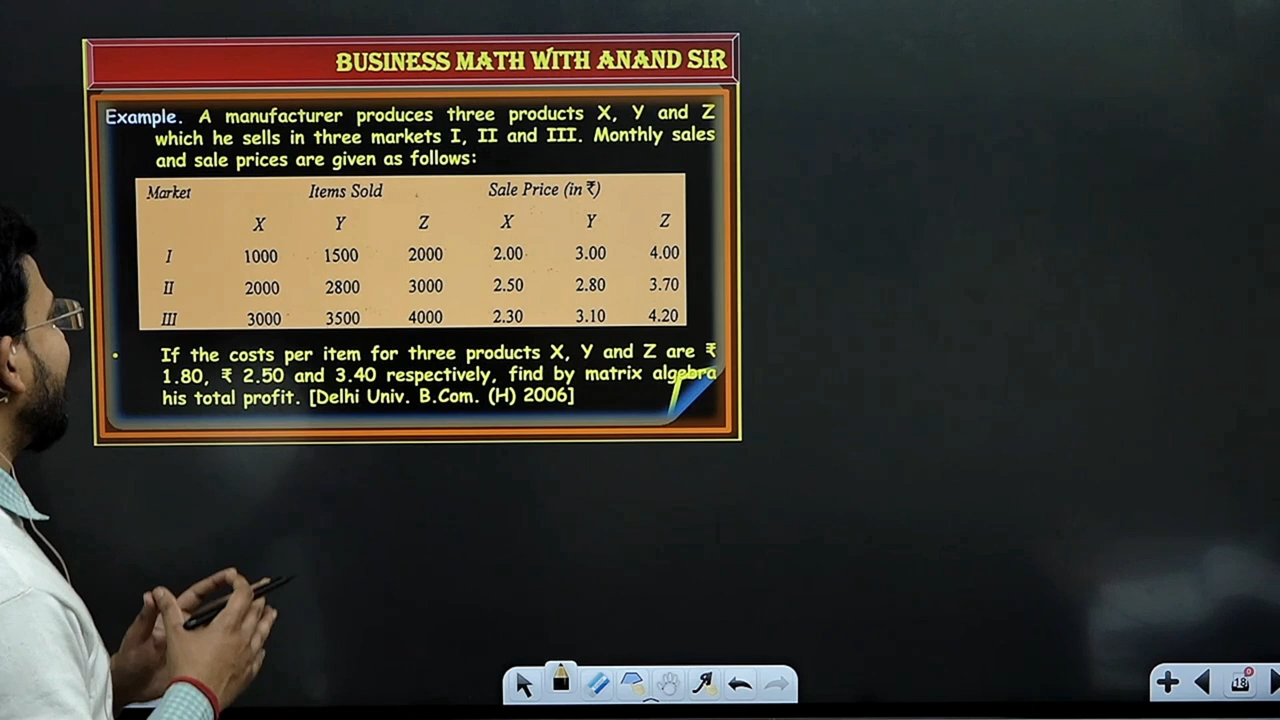 BUSINESS MATH WITH ANAND SIR
Example. A manufacturer produces three products X, Y and Z
which he sells in three markets I, II and III. Monthly sales
and sale prices are given as follows:
Market Items Sold Sale Price (in ₹)
X Y Z X Y Z
I 1000 1500 2000 2.00 3.00 4.00
II 2000 2800 3000 2.50 2.80 3.70
III 3000 3500 4000 2.30 3.10 4.20
• If the costs per item for three products X, Y and Z are ₹
1.80, ₹ 2.50 and 3.40 respectively, find by matrix algebra
his total profit. [Delhi Univ. B.Com. (H) 2006]
18